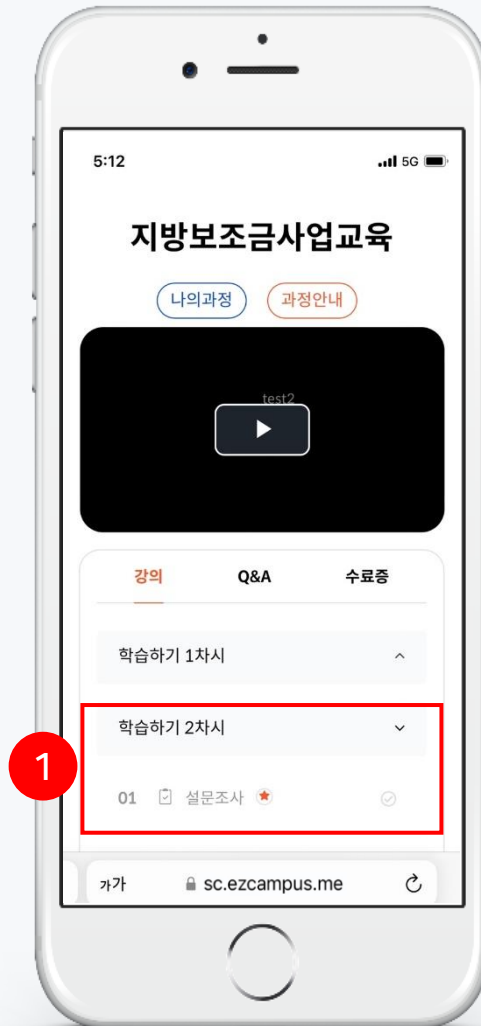 5:12 5G
지방보조금사업교육
나의과정 과정안내
test2
강의 Q&A 수료증
학습하기 1차시
학습하기 2차시
1
01 설문조사
가가 sc.ezcampus.me